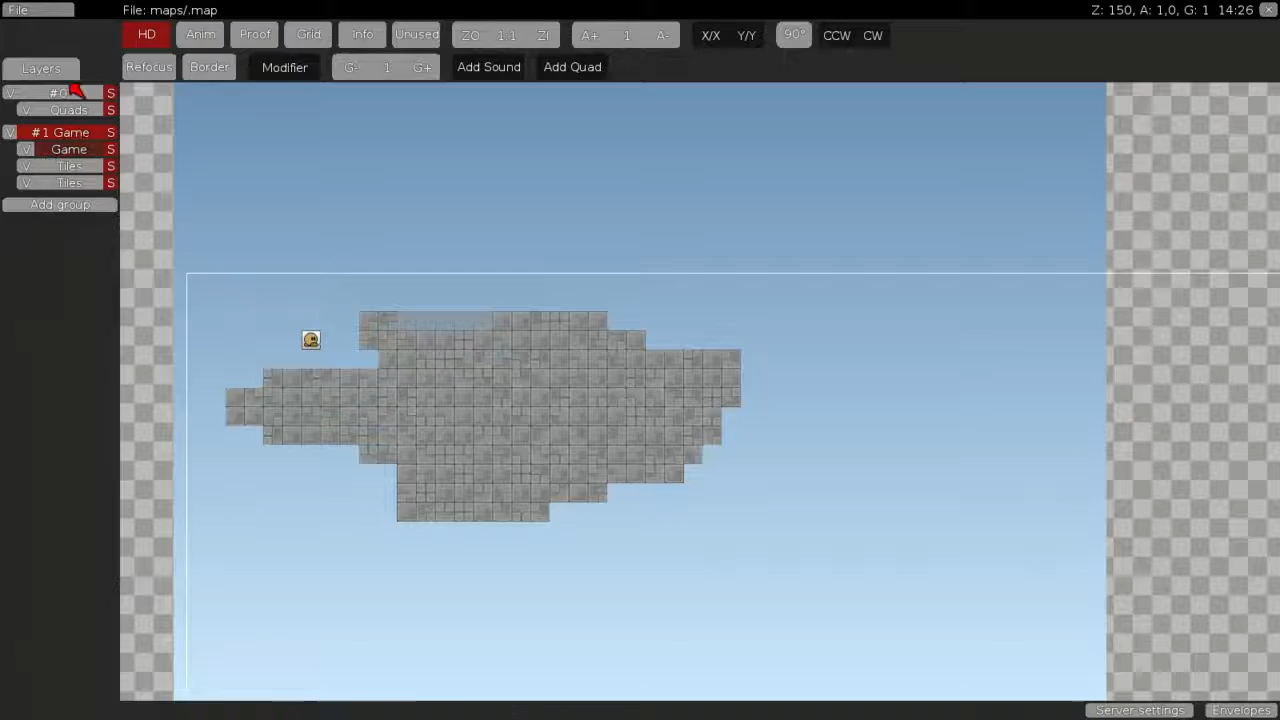 File File: maps/.map Z: 150, A: 1,0, G: 1 14:26 ×
HD Anim Proof Grid Info Unused ZO 1:1 ZI A+ 1 A- X/X Y/Y 90° CCW CW
Layers Refocus Border Modifier G- 1 G+ Add Sound Add Quad
V #0 S
V Quads S
V #1 Game S
V Game S
V Tiles S
V Tiles S
Add group
Server settings Envelopes